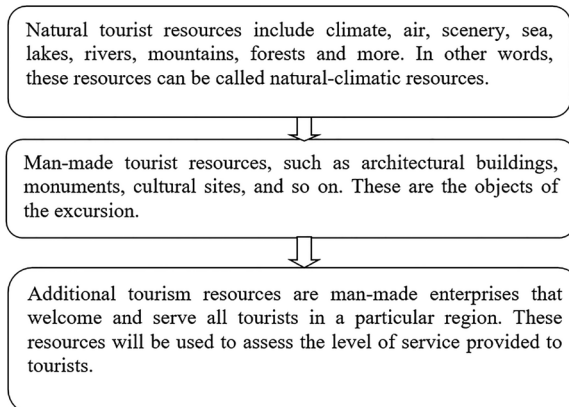 Natural tourist resources include climate, air, scenery, sea,
lakes, rivers, mountains, forests and more. In other words,
these resources can be called natural-climatic resources.
Man-made tourist resources, such as architectural buildings,
monuments, cultural sites, and so on. These are the objects of
the excursion.
Additional tourism resources are man-made enterprises that
welcome and serve all tourists in a particular region. These
resources will be used to assess the level of service provided to
tourists.